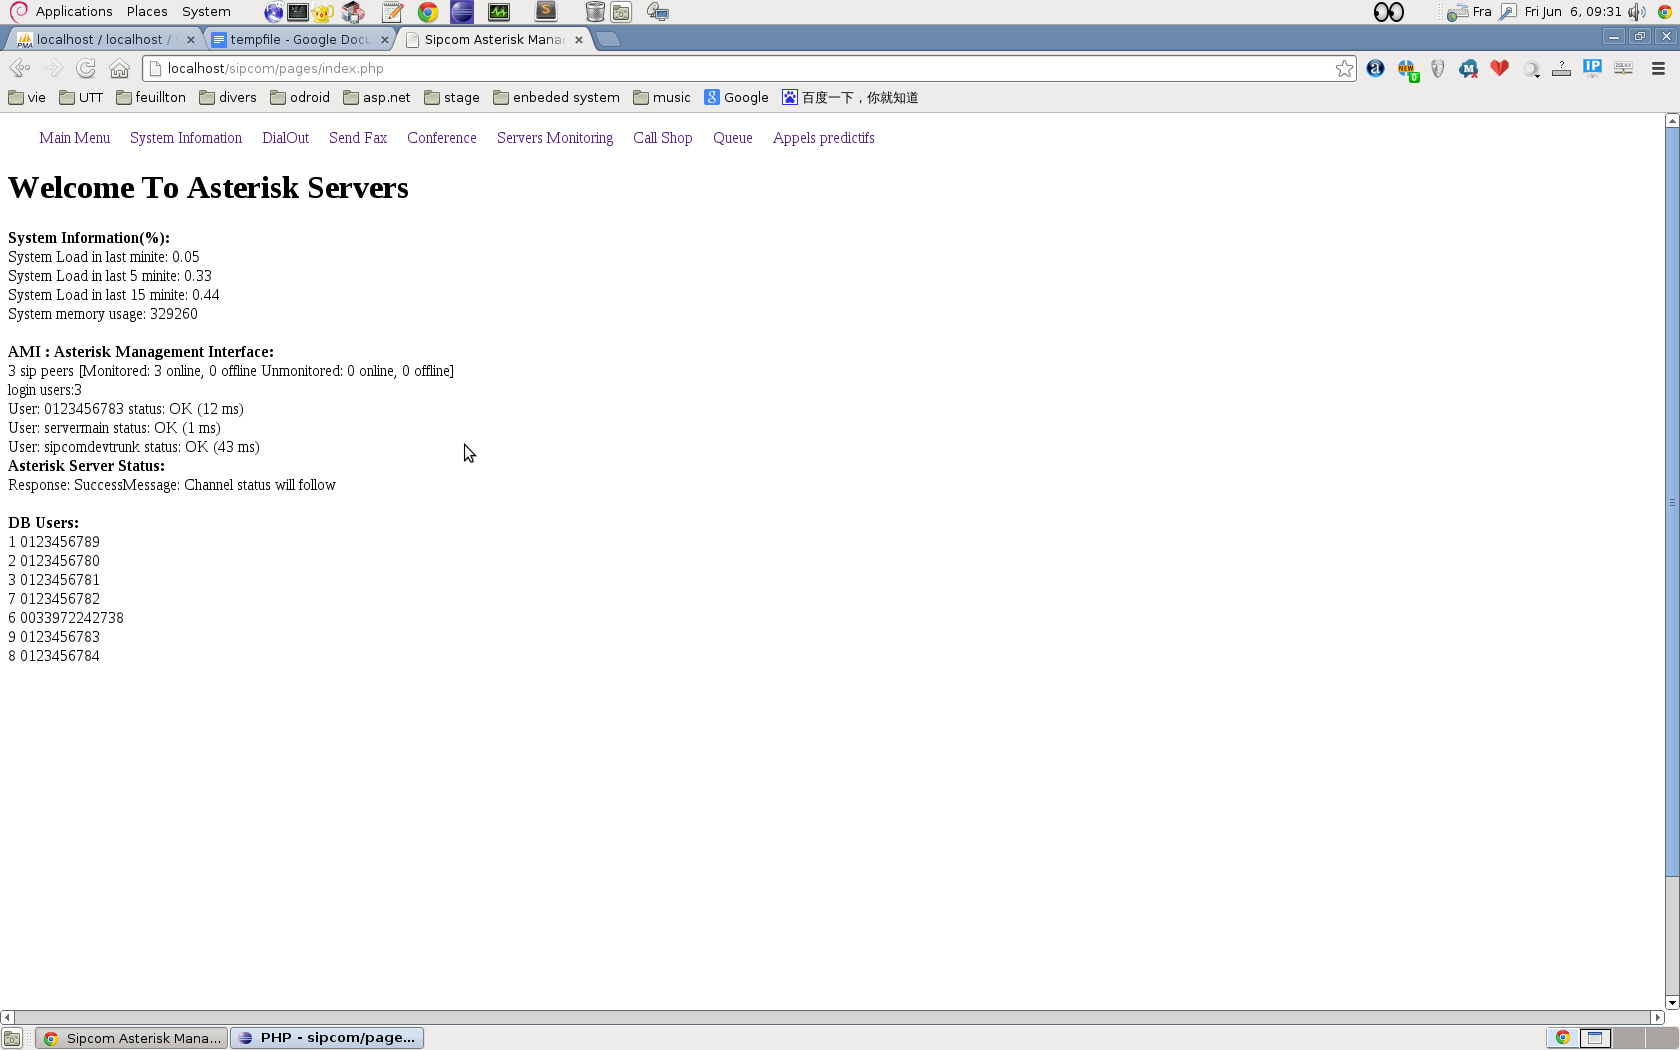 Applications Places System Fra Fri Jun 6, 09:31
localhost / localhost / tempfile - Google Docu Sipcom Asterisk Mana
localhost/sipcom/pages/index.php
vie UTT feuillton divers odroid asp.net stage enbeded system music Google 百度一下，你就知道
Main Menu System Infomation DialOut Send Fax Conference Servers Monitoring Call Shop Queue Appels predictifs
Welcome To Asterisk Servers
System Information(%):
System Load in last minite: 0.05
System Load in last 5 minite: 0.33
System Load in last 15 minite: 0.44
System memory usage: 329260
AMI : Asterisk Management Interface:
3 sip peers [Monitored: 3 online, 0 offline Unmonitored: 0 online, 0 offline]
login users:3
User: 0123456783 status: OK (12 ms)
User: servermain status: OK (1 ms)
User: sipcomdevtrunk status: OK (43 ms)
Asterisk Server Status:
Response: SuccessMessage: Channel status will follow
DB Users:
1 0123456789
2 0123456780
3 0123456781
7 0123456782
6 0033972242738
9 0123456783
8 0123456784
Sipcom Asterisk Mana... PHP - sipcom/page...